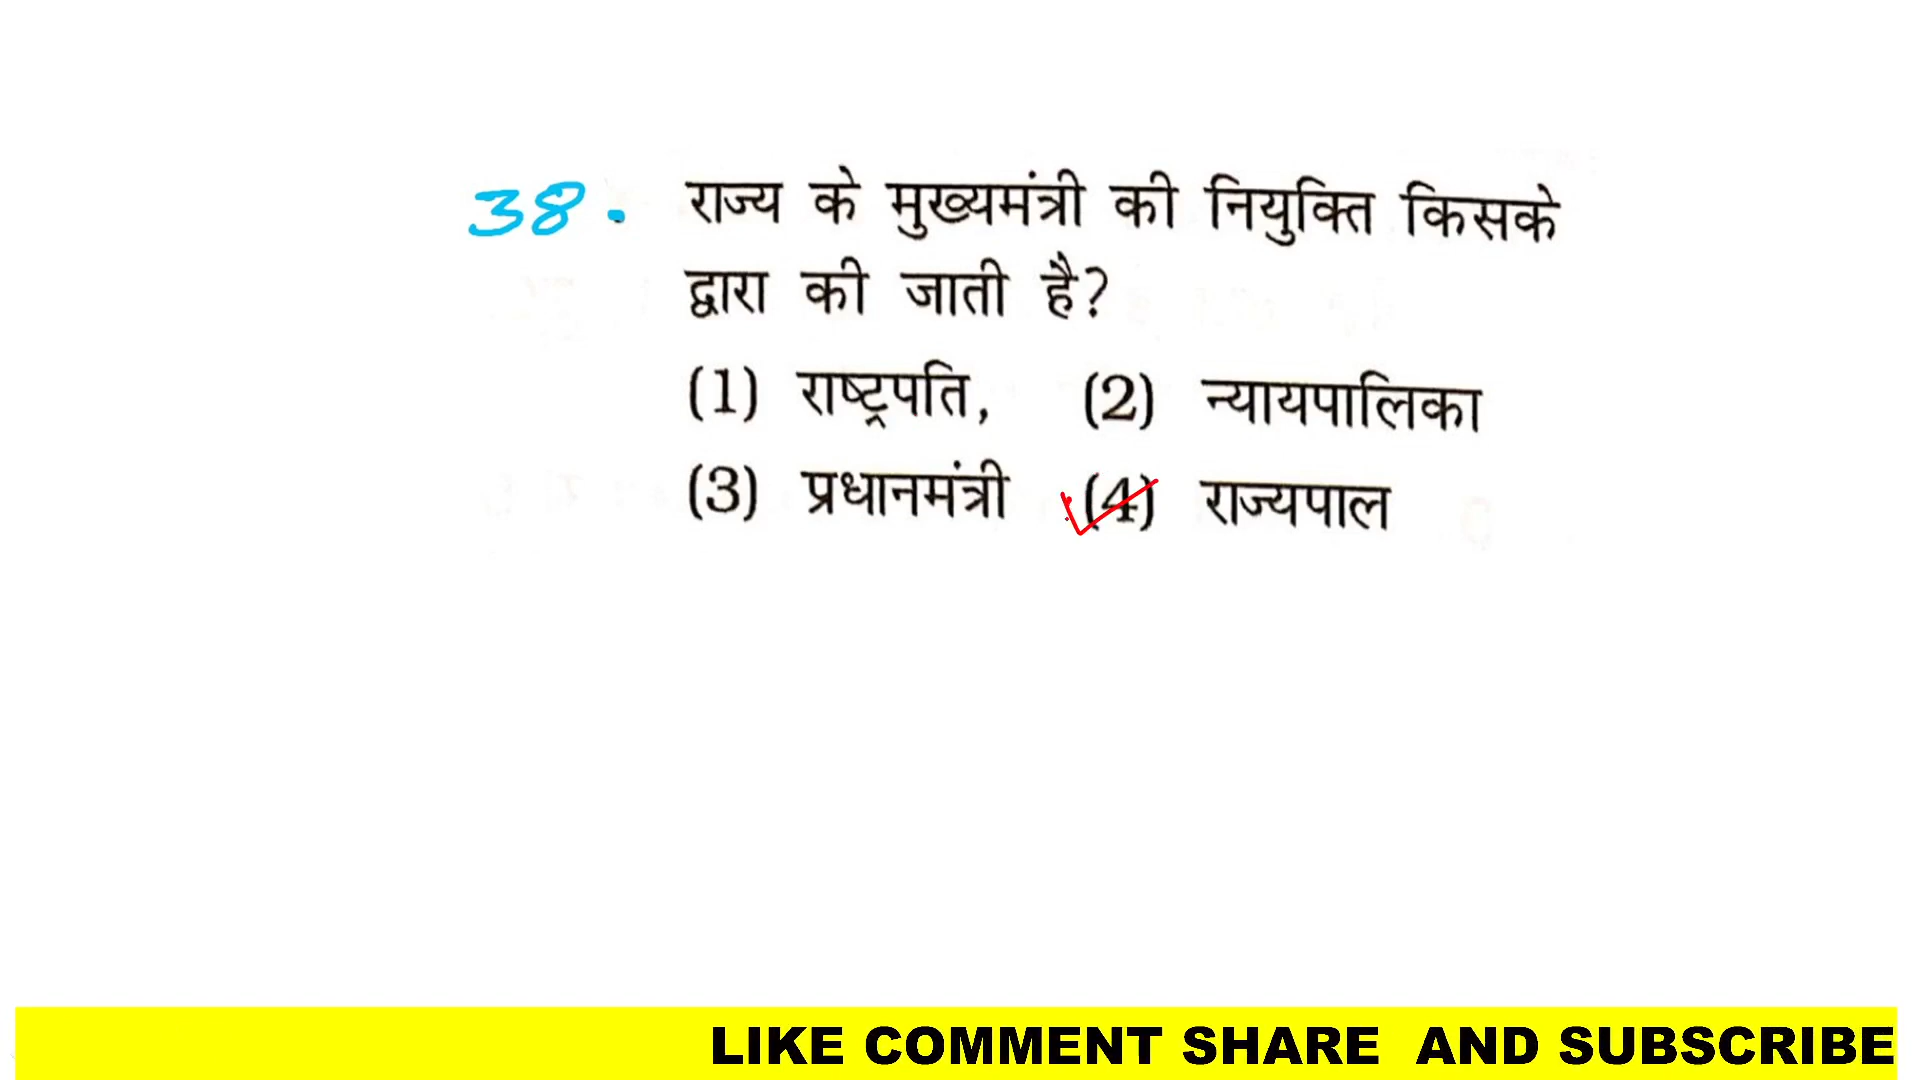 38. राज्य के मुख्यमंत्री की नियुक्ति किसके
द्वारा की जाती है?
(1) राष्ट्रपति, (2) न्यायपालिका
(3) प्रधानमंत्री (4) राज्यपाल
LIKE COMMENT SHARE AND SUBSCRIBE